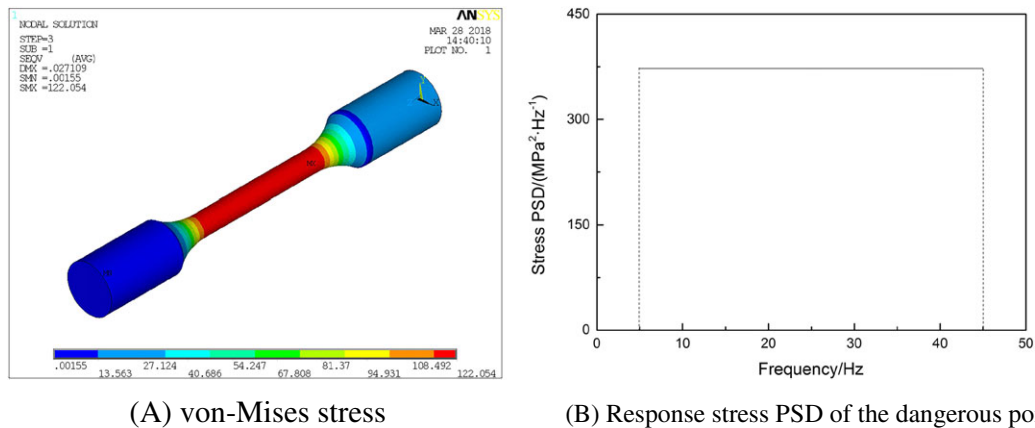 1
NODAL SOLUTION
STEP=3
SUB =1
SEQV (AVG)
DMX =.027109
SMN =.00155
SMX =122.054
ANSYS
MAR 28 2018
14:40:10
PLOT NO. 1
.00155
13.563
27.124
40.686
54.247
67.808
81.37
94.931
108.492
122.054
(A) von-Mises stress
Stress PSD/(MPa²·Hz⁻¹)
450
300
150
0
0 10 20 30 40 50
Frequency/Hz
(B) Response stress PSD of the dangerous po